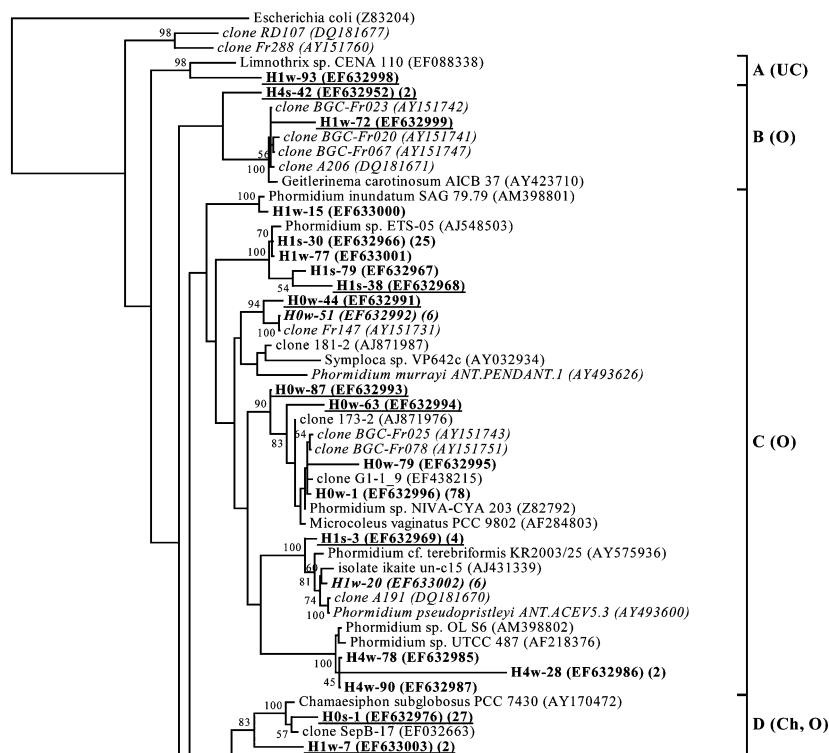 Escherichia coli (Z83204)
98
clone RD107 (DQ181677)
clone Fr288 (AY151760)
98
Limnothrix sp. CENA 110 (EF088338)
A (UC)
H1w-93 (EF632998)
H4s-42 (EF632952) (2)
clone BGC-Fr023 (AY151742)
H1w-72 (EF632999)
clone BGC-Fr020 (AY151741)
B (O)
56
clone BGC-Fr067 (AY151747)
clone A206 (DQ181671)
100
Geitlerinema carotinosum AICB 37 (AY423710)
100
Phormidium inundatum SAG 79.79 (AM398801)
H1w-15 (EF633000)
70
Phormidium sp. ETS-05 (AJ548503)
H1s-30 (EF632966) (25)
100
H1w-77 (EF633001)
H1s-79 (EF632967)
54
H1s-38 (EF632968)
94
H0w-44 (EF632991)
H0w-51 (EF632992) (6)
100
clone Fr147 (AY151731)
clone 181-2 (AJ871987)
Symploca sp. VP642c (AY032934)
Phormidium murrayi ANT.PENDANT.1 (AY493626)
H0w-87 (EF632993)
90
H0w-63 (EF632994)
clone 173-2 (AJ871976)
64
clone BGC-Fr025 (AY151743)
83
clone BGC-Fr078 (AY151751)
C (O)
H0w-79 (EF632995)
clone G1-1_9 (EF438215)
H0w-1 (EF632996) (78)
Phormidium sp. NIVA-CYA 203 (Z82792)
Microcoleus vaginatus PCC 9802 (AF284803)
H1s-3 (EF632969) (4)
100
Phormidium cf. terebriformis KR2003/25 (AY575936)
60
isolate ikaite un-c15 (AJ431339)
81
H1w-20 (EF633002) (6)
74
clone A191 (DQ181670)
100
Phormidium pseudopristleyi ANT.ACEV5.3 (AY493600)
Phormidium sp. OL S6 (AM398802)
Phormidium sp. UTCC 487 (AF218376)
100
H4w-78 (EF632985)
H4w-28 (EF632986) (2)
45
H4w-90 (EF632987)
100
Chamaesiphon subglobosus PCC 7430 (AY170472)
83
H0s-1 (EF632976) (27)
D (Ch, O)
57
clone SepB-17 (EF032663)
H1w-7 (EF633003) (2)